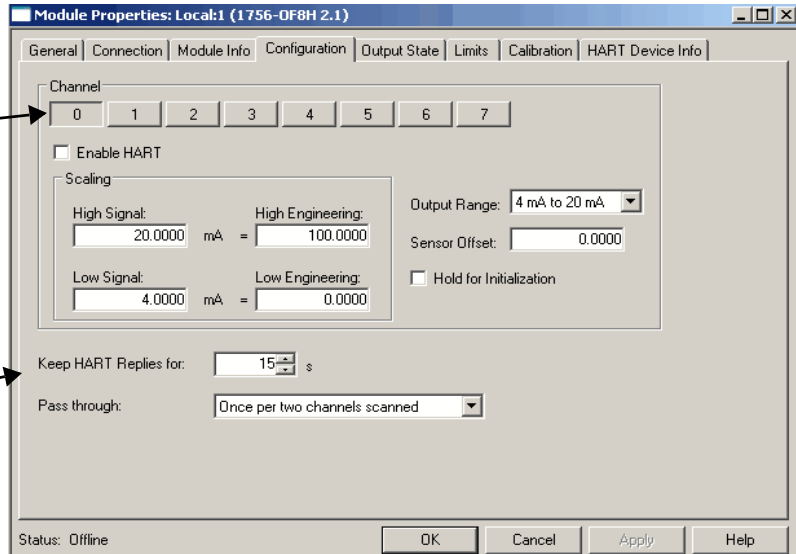 Module Properties: Local:1 (1756-OF8H 2.1)
General Connection Module Info Configuration Output State Limits Calibration HART Device Info
Channel
0 1 2 3 4 5 6 7
Enable HART
Scaling
High Signal: High Engineering:
20.0000 mA = 100.0000
Low Signal: Low Engineering:
4.0000 mA = 0.0000
Output Range: 4 mA to 20 mA
Sensor Offset: 0.0000
Hold for Initialization
Keep HART Replies for: 15 s
Pass through: Once per two channels scanned
Status: Offline OK Cancel Apply Help